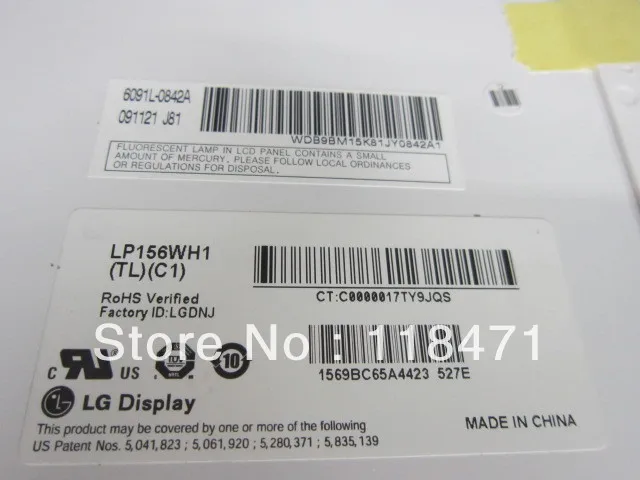 6091L-0842A
091121 J81
WDB9BM15K81JY0842A1
FLUORESCENT LAMP IN LCD PANEL CONTAINS A SMALL
AMOUNT OF MERCURY. PLEASE FOLLOW LOCAL ORDINANCES
OR REGULATIONS FOR DISPOSAL.
LP156WH1
(TL)(C1)
CT:C0000017TY9JQS
RoHS Verified
Factory ID:LGDNJ
Store No : 118471
C US 10
1569BC65A4423 527E
LG Display
MADE IN CHINA
This product may be covered by one or more of the following
US Patent Nos. 5,041,823 ; 5,061,920 ; 5,280,371 ; 5,835,139